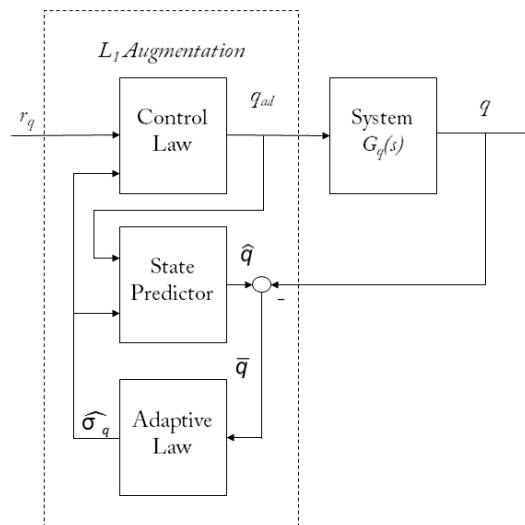 L₁ Augmentation
r_q
Control
Law
q_ad
System
G_q(s)
q
State
Predictor
q̂
-
q̄
σ̂_q
Adaptive
Law